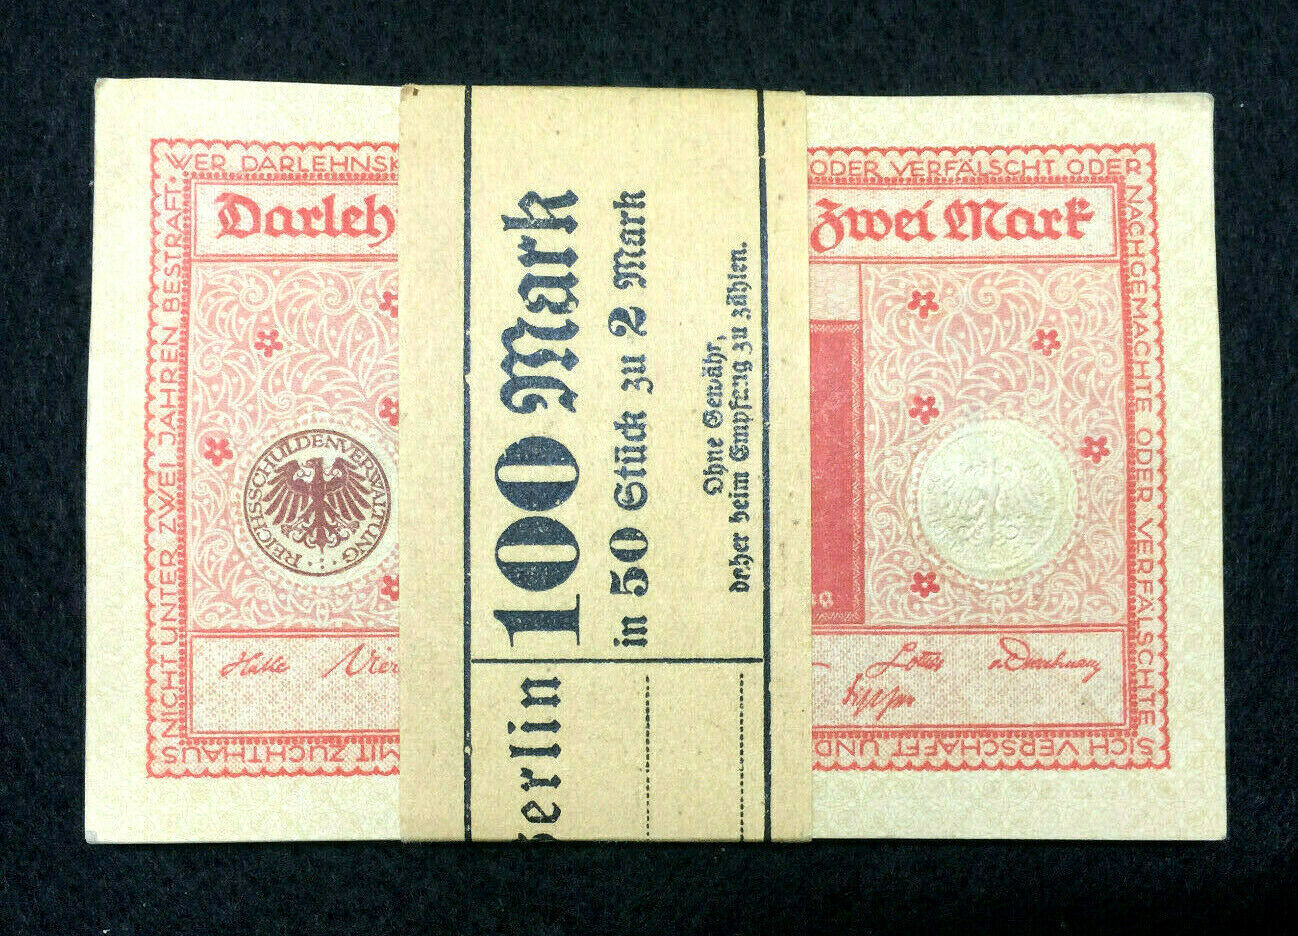 WER DARLEHNSK
ODER VERFÄLSCHT ODER
NACHGEMACHTE ODER VERFÄLSCHTE
SICH VERSCHAFFT UND
MIT ZUCHTHAUS
NICHT UNTER ZWEI JAHREN BESTRAFT.
Darleh
Zwei Mark
REICHSSCHULDENVERWALTUNG
100 Mark
in 50 Stück zu 2 Mark
Ohne Gewähr,
daher beim Empfang zu zählen.
Berlin